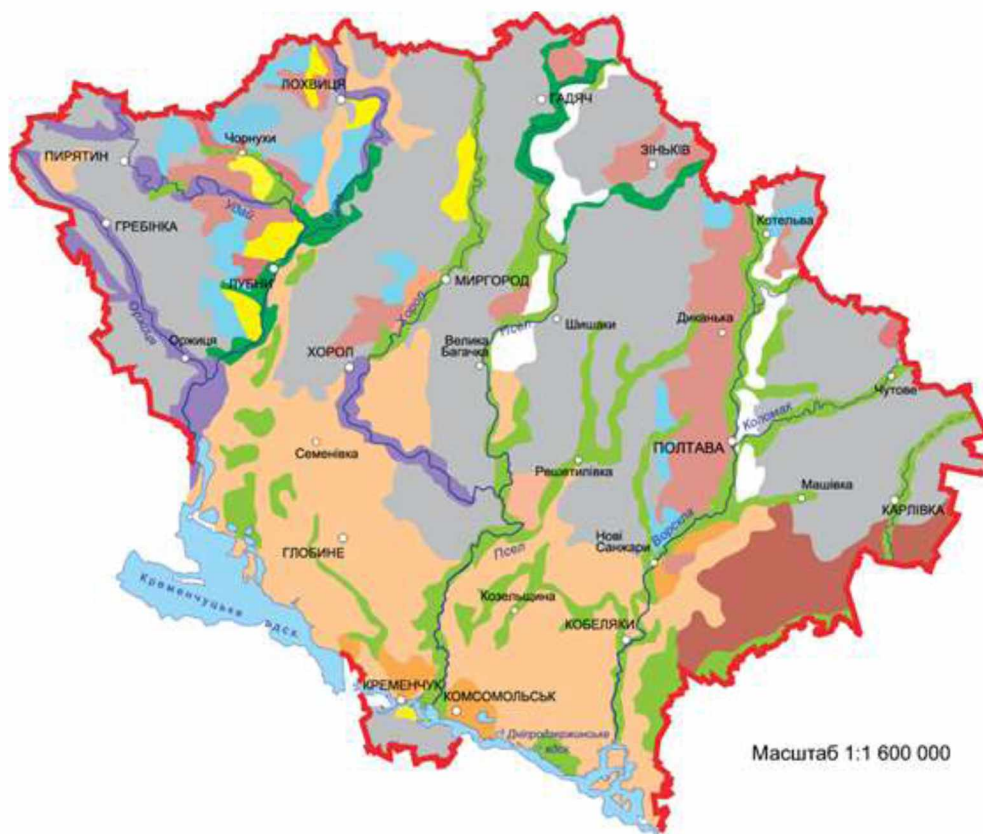 ЛОХВИЦЯ
ГАДЯЧ
Чорнухи
ПИРЯТИН
ЗІНЬКІВ
Удай
ГРЕБІНКА
Котельва
ЛУБНИ
МИРГОРОД
Хорол
Оржиця
Псел
Шишаки
Диканька
Велика
Багачка
Оржиця
ХОРОЛ
Чутове
Коломак
ПОЛТАВА
Семенівка
Решетилівка
Машівка
КАРЛІВКА
Ворскла
Нові
Санжари
ГЛОБИНЕ
Псел
Кременчуцьке вдсх.
Козельщина
КОБЕЛЯКИ
КРЕМЕНЧУК
КОМСОМОЛЬСЬК
Дніпродзержинське
вдсх
Масштаб 1:1 600 000